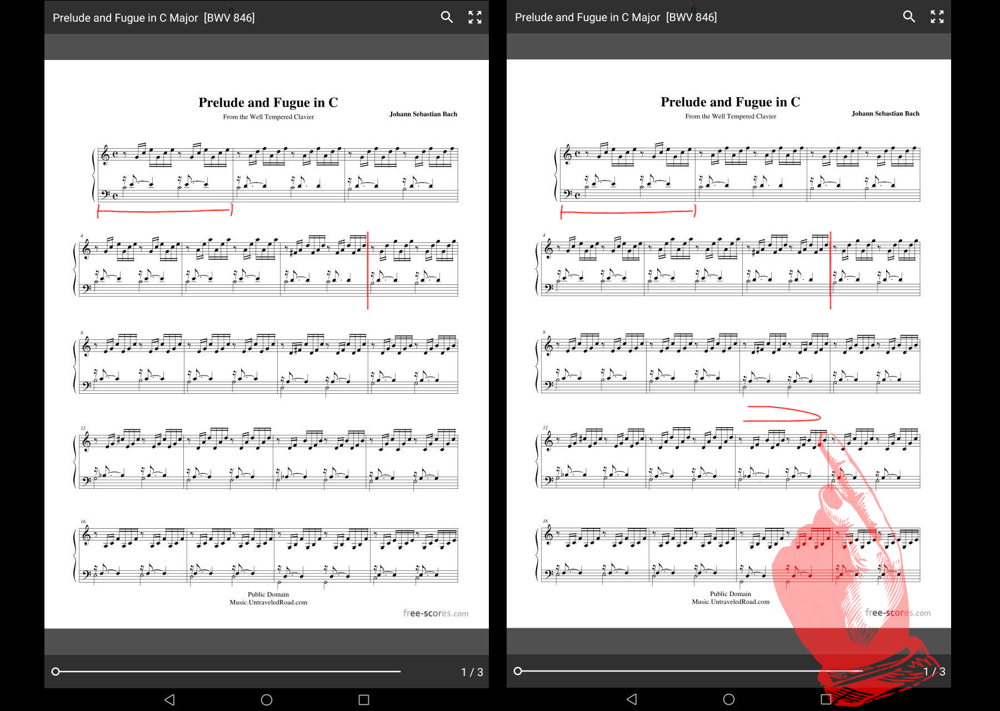 Prelude and Fugue in C Major [BWV 846]
Prelude and Fugue in C
From the Well Tempered Clavier
Johann Sebastian Bach
4
8
12
16
Public Domain
Music.UntraveledRoad.com
free-scores.com
1 / 3
Prelude and Fugue in C Major [BWV 846]
Prelude and Fugue in C
From the Well Tempered Clavier
Johann Sebastian Bach
4
8
12
16
Public Domain
Music.UntraveledRoad.com
free-scores.com
1 / 3